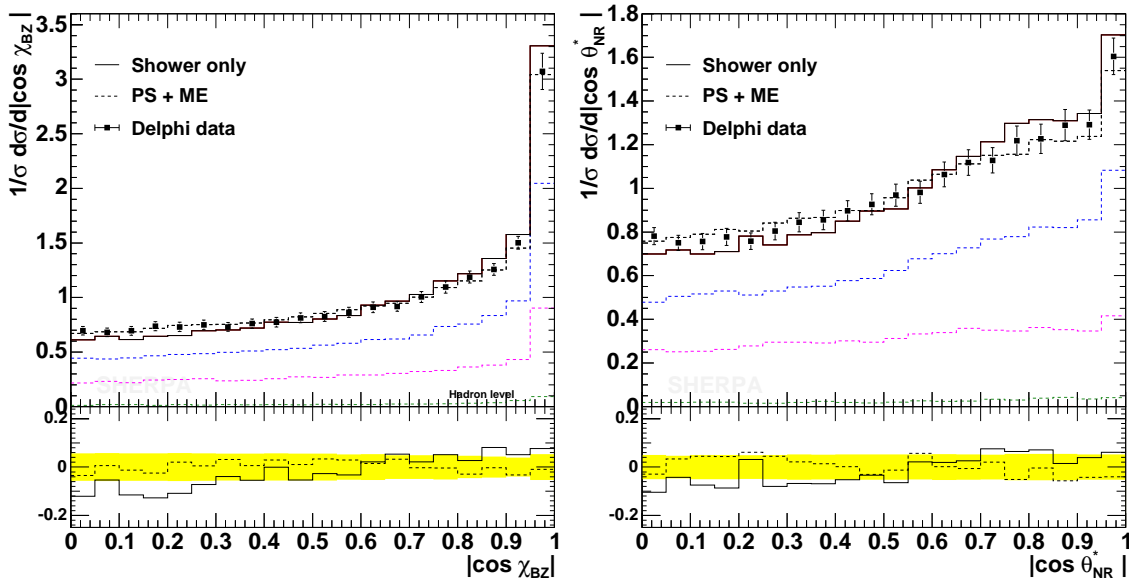 1/σ dσ/d|cos χBZ|
3.5
3
2.5
2
1.5
1
0.5
0
Shower only
PS + ME
Delphi data
SHERPA
Hadron level
0.2
0
-0.2
0 0.1 0.2 0.3 0.4 0.5 0.6 0.7 0.8 0.9 1
|cos χBZ|
1/σ dσ/d|cos θ*NR |
1.8
1.6
1.4
1.2
1
0.8
0.6
0.4
0.2
0
Shower only
PS + ME
Delphi data
SHERPA
0.2
0
-0.2
0 0.1 0.2 0.3 0.4 0.5 0.6 0.7 0.8 0.9 1
|cos θ*NR |